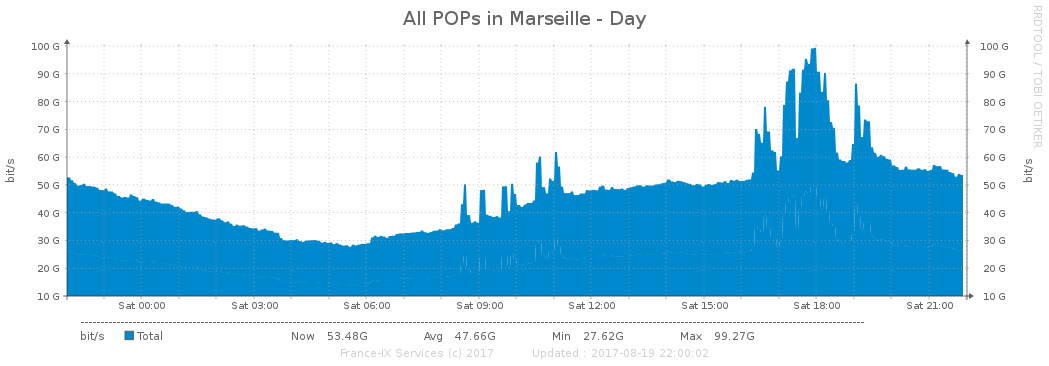 All POPs in Marseille - Day
RRDTOOL / TOBI OETIKER
100 G 100 G
90 G 90 G
80 G 80 G
70 G 70 G
60 G 60 G
50 G 50 G
40 G 40 G
30 G 30 G
20 G 20 G
10 G 10 G
bit/s bit/s
Sat 00:00 Sat 03:00 Sat 06:00 Sat 09:00 Sat 12:00 Sat 15:00 Sat 18:00 Sat 21:00
bit/s Total Now 53.48G Avg 47.66G Min 27.62G Max 99.27G
France-IX Services (c) 2017 Updated : 2017-08-19 22:00:02